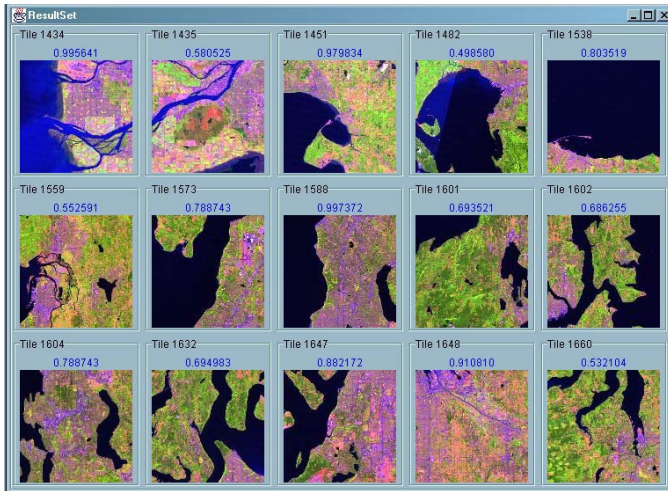 ResultSet
Tile 1434 Tile 1435 Tile 1451 Tile 1482 Tile 1538
0.995641 0.580525 0.979834 0.498580 0.803519
Tile 1559 Tile 1573 Tile 1588 Tile 1601 Tile 1602
0.552591 0.788743 0.997372 0.693521 0.686255
Tile 1604 Tile 1632 Tile 1647 Tile 1648 Tile 1660
0.788743 0.694983 0.882172 0.910810 0.532104